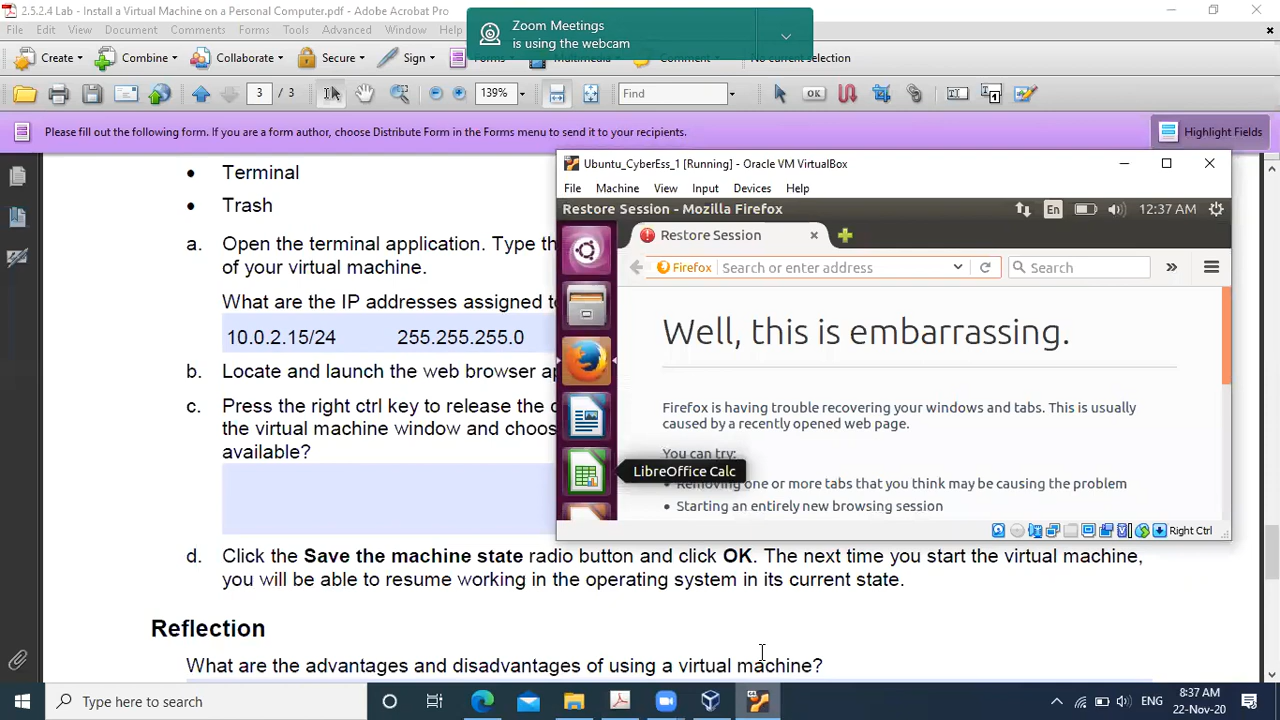 2.5.2.4 Lab - Install a Virtual Machine on a Personal Computer.pdf - Adobe Acrobat Pro
Zoom Meetings
is using the webcam
File Edit View Document Comments Forms Tools Advanced Window Help
Create Combine Collaborate Secure Sign Forms Multimedia Comment No current selection
3 / 3 139% Find
Please fill out the following form. If you are a form author, choose Distribute Form in the Forms menu to send it to your recipients.
Highlight Fields
• Terminal
• Trash
a. Open the terminal application. Type th
of your virtual machine.
What are the IP addresses assigned to
10.0.2.15/24 255.255.255.0
b. Locate and launch the web browser ap
c. Press the right ctrl key to release the c
the virtual machine window and choos
available?
Ubuntu_CyberEss_1 [Running] - Oracle VM VirtualBox
File Machine View Input Devices Help
Restore Session - Mozilla Firefox En 12:37 AM
Restore Session
Firefox Search or enter address Search
Well, this is embarrassing.
Firefox is having trouble recovering your windows and tabs. This is usually
caused by a recently opened web page.
You can try:
LibreOffice Calc
• Removing one or more tabs that you think may be causing the problem
• Starting an entirely new browsing session
Right Ctrl
d. Click the Save the machine state radio button and click OK. The next time you start the virtual machine,
you will be able to resume working in the operating system in its current state.
Reflection
What are the advantages and disadvantages of using a virtual machine?
Type here to search
ENG
8:37 AM
22-Nov-20